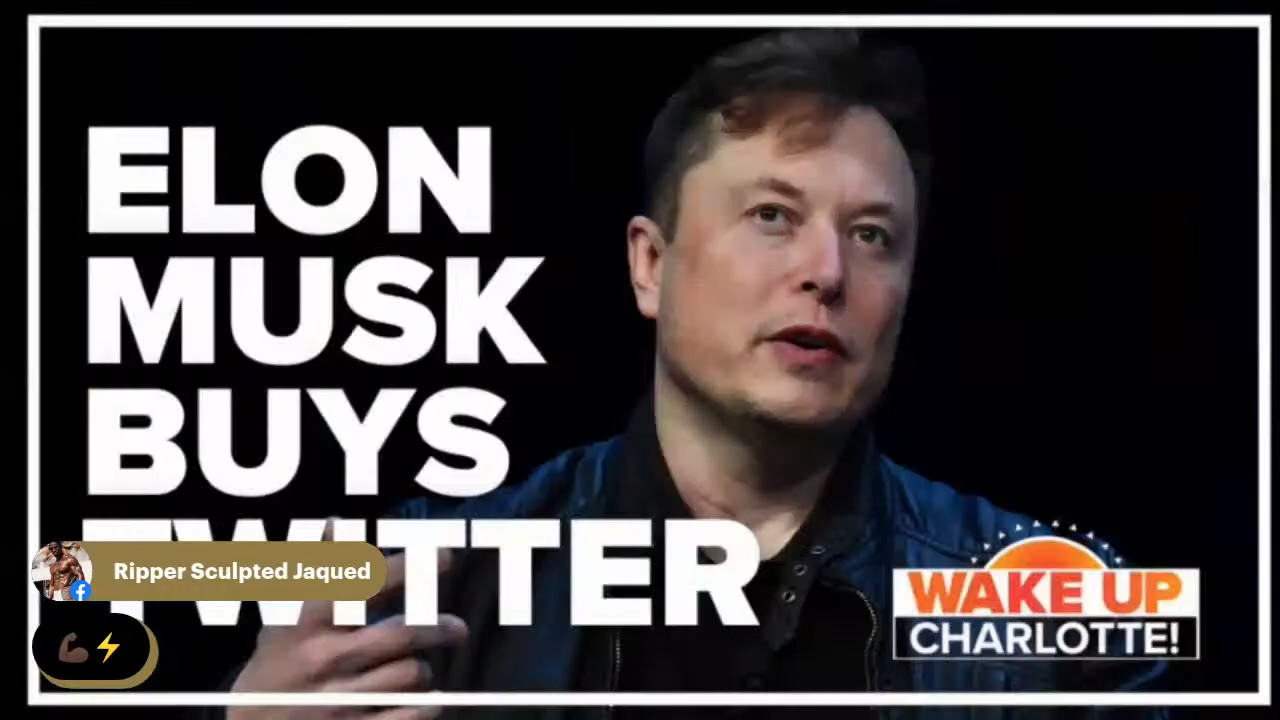 ELON
MUSK
BUYS
TWITTER
Ripper Sculpted Jaqued
WAKE UP
CHARLOTTE!